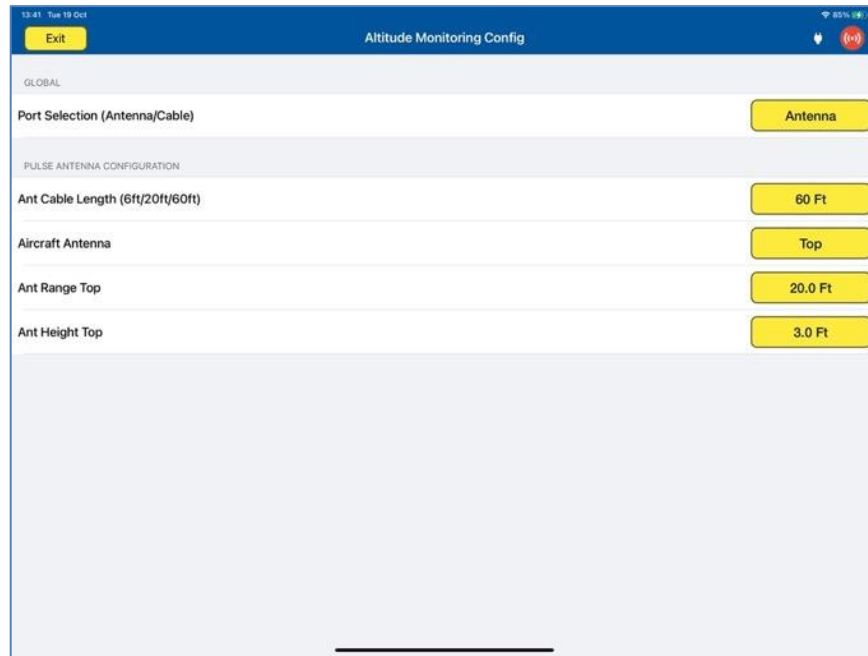 13:41 Tue 19 Oct 85%
Exit Altitude Monitoring Config
GLOBAL
Port Selection (Antenna/Cable) Antenna
PULSE ANTENNA CONFIGURATION
Ant Cable Length (6ft/20ft/60ft) 60 Ft
Aircraft Antenna Top
Ant Range Top 20.0 Ft
Ant Height Top 3.0 Ft